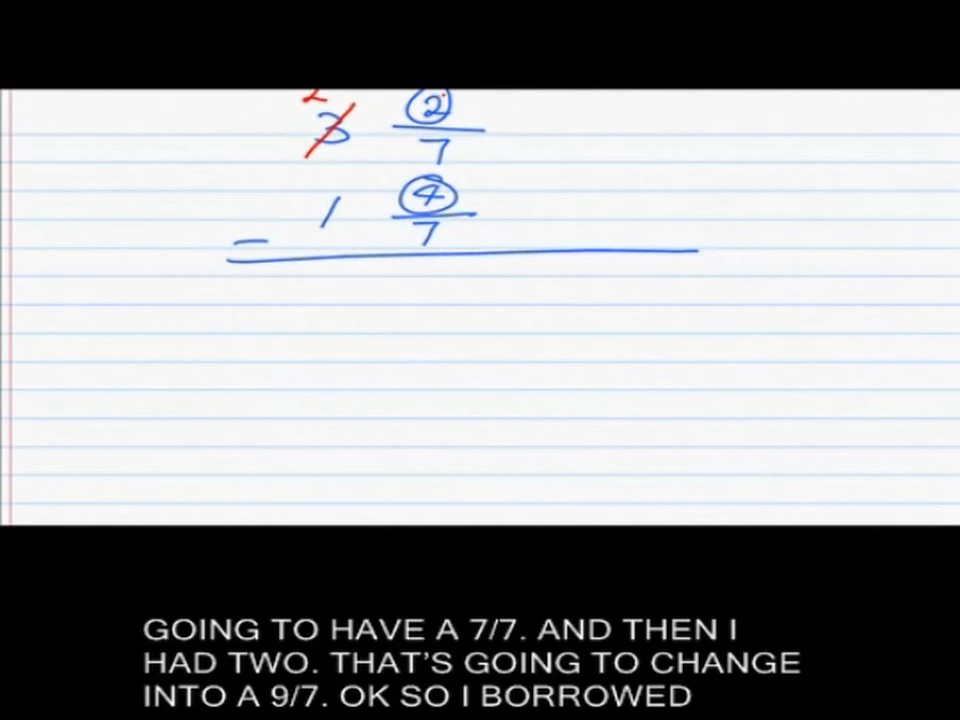 2
3 2
7
1 4
7
−
GOING TO HAVE A 7/7. AND THEN I
HAD TWO. THAT'S GOING TO CHANGE
INTO A 9/7. OK SO I BORROWED